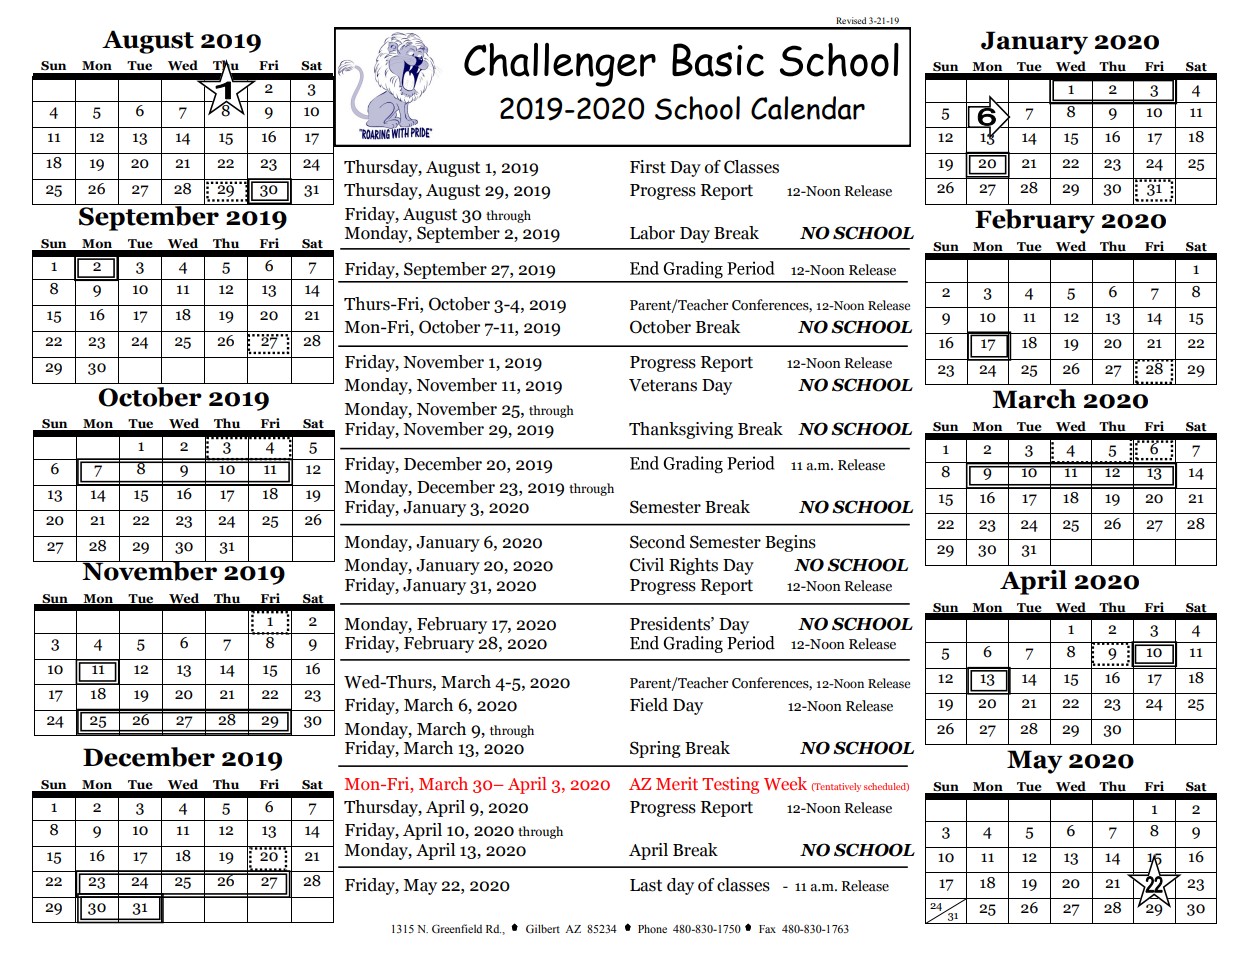 Revised 3-21-19
Challenger Basic School
2019-2020 School Calendar
"ROARING WITH PRIDE"
August 2019
Sun Mon Tue Wed Thu Fri Sat
1 2 3
4 5 6 7 8 9 10
11 12 13 14 15 16 17
18 19 20 21 22 23 24
25 26 27 28 29 30 31
September 2019
Sun Mon Tue Wed Thu Fri Sat
1 2 3 4 5 6 7
8 9 10 11 12 13 14
15 16 17 18 19 20 21
22 23 24 25 26 27 28
29 30
October 2019
Sun Mon Tue Wed Thu Fri Sat
1 2 3 4 5
6 7 8 9 10 11 12
13 14 15 16 17 18 19
20 21 22 23 24 25 26
27 28 29 30 31
November 2019
Sun Mon Tue Wed Thu Fri Sat
1 2
3 4 5 6 7 8 9
10 11 12 13 14 15 16
17 18 19 20 21 22 23
24 25 26 27 28 29 30
December 2019
Sun Mon Tue Wed Thu Fri Sat
1 2 3 4 5 6 7
8 9 10 11 12 13 14
15 16 17 18 19 20 21
22 23 24 25 26 27 28
29 30 31
Thursday, August 1, 2019 First Day of Classes
Thursday, August 29, 2019 Progress Report 12-Noon Release
Friday, August 30 through
Monday, September 2, 2019 Labor Day Break NO SCHOOL
Friday, September 27, 2019 End Grading Period 12-Noon Release
Thurs-Fri, October 3-4, 2019 Parent/Teacher Conferences, 12-Noon Release
Mon-Fri, October 7-11, 2019 October Break NO SCHOOL
Friday, November 1, 2019 Progress Report 12-Noon Release
Monday, November 11, 2019 Veterans Day NO SCHOOL
Monday, November 25, through
Friday, November 29, 2019 Thanksgiving Break NO SCHOOL
Friday, December 20, 2019 End Grading Period 11 a.m. Release
Monday, December 23, 2019 through
Friday, January 3, 2020 Semester Break NO SCHOOL
Monday, January 6, 2020 Second Semester Begins
Monday, January 20, 2020 Civil Rights Day NO SCHOOL
Friday, January 31, 2020 Progress Report 12-Noon Release
Monday, February 17, 2020 Presidents' Day NO SCHOOL
Friday, February 28, 2020 End Grading Period 12-Noon Release
Wed-Thurs, March 4-5, 2020 Parent/Teacher Conferences, 12-Noon Release
Friday, March 6, 2020 Field Day 12-Noon Release
Monday, March 9, through
Friday, March 13, 2020 Spring Break NO SCHOOL
Mon-Fri, March 30– April 3, 2020 AZ Merit Testing Week (Tentatively scheduled)
Thursday, April 9, 2020 Progress Report 12-Noon Release
Friday, April 10, 2020 through
Monday, April 13, 2020 April Break NO SCHOOL
Friday, May 22, 2020 Last day of classes - 11 a.m. Release
January 2020
Sun Mon Tue Wed Thu Fri Sat
1 2 3 4
5 6 7 8 9 10 11
12 13 14 15 16 17 18
19 20 21 22 23 24 25
26 27 28 29 30 31
February 2020
Sun Mon Tue Wed Thu Fri Sat
1
2 3 4 5 6 7 8
9 10 11 12 13 14 15
16 17 18 19 20 21 22
23 24 25 26 27 28 29
March 2020
Sun Mon Tue Wed Thu Fri Sat
1 2 3 4 5 6 7
8 9 10 11 12 13 14
15 16 17 18 19 20 21
22 23 24 25 26 27 28
29 30 31
April 2020
Sun Mon Tue Wed Thu Fri Sat
1 2 3 4
5 6 7 8 9 10 11
12 13 14 15 16 17 18
19 20 21 22 23 24 25
26 27 28 29 30
May 2020
Sun Mon Tue Wed Thu Fri Sat
1 2
3 4 5 6 7 8 9
10 11 12 13 14 15 16
17 18 19 20 21 22 23
24 31 25 26 27 28 29 30
1315 N. Greenfield Rd., Gilbert AZ 85234 Phone 480-830-1750 Fax 480-830-1763